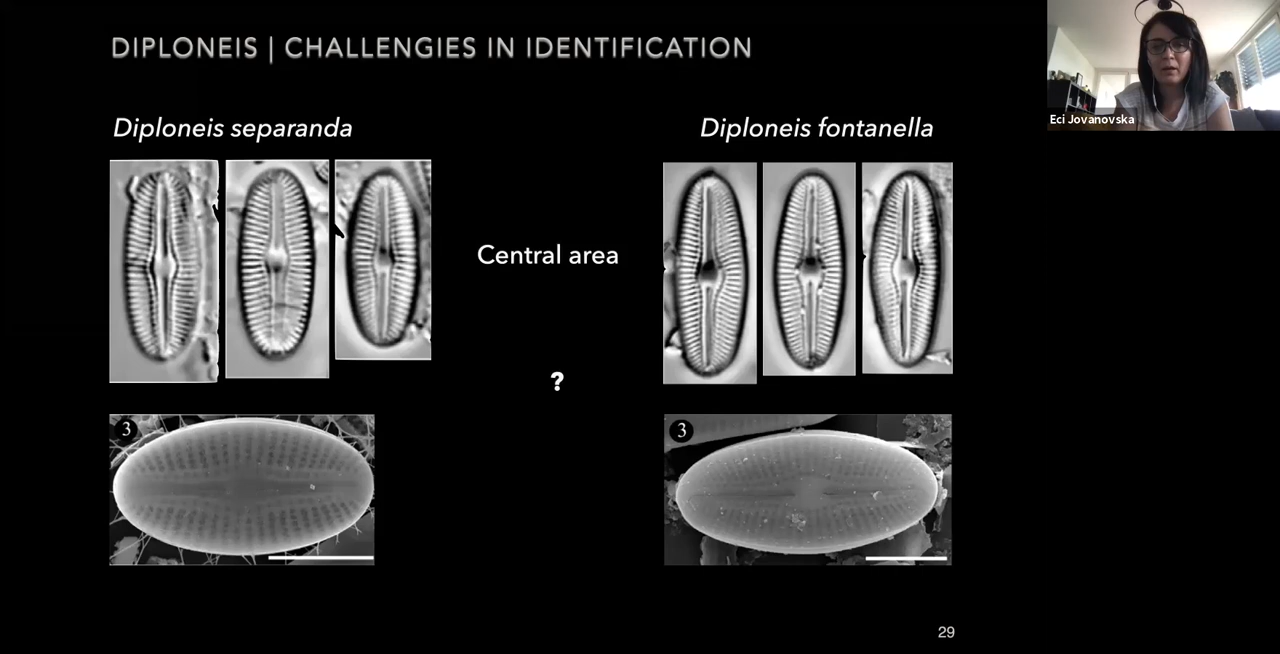 DIPLONEIS | CHALLENGIES IN IDENTIFICATION
Eci Jovanovska
Diploneis separanda
Diploneis fontanella
Central area
?
3
3
29